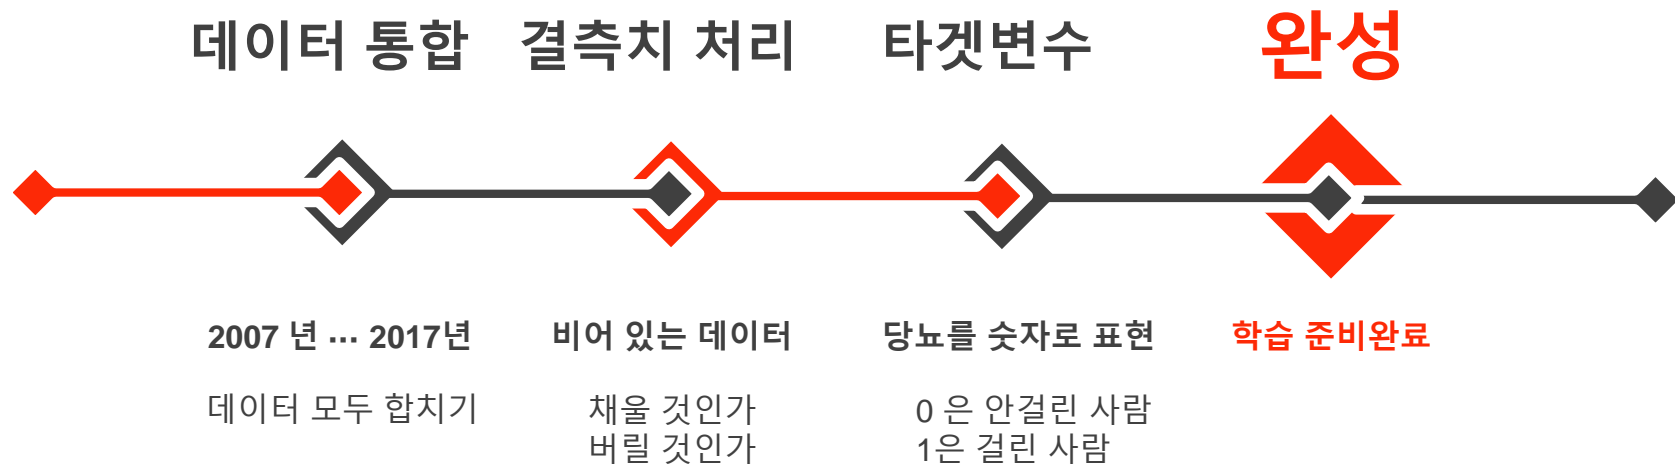 데이터 통합
결측치 처리
타겟변수
완성
2007 년 ··· 2017년
데이터 모두 합치기
비어 있는 데이터
채울 것인가
버릴 것인가
당뇨를 숫자로 표현
0 은 안걸린 사람
1은 걸린 사람
학습 준비완료